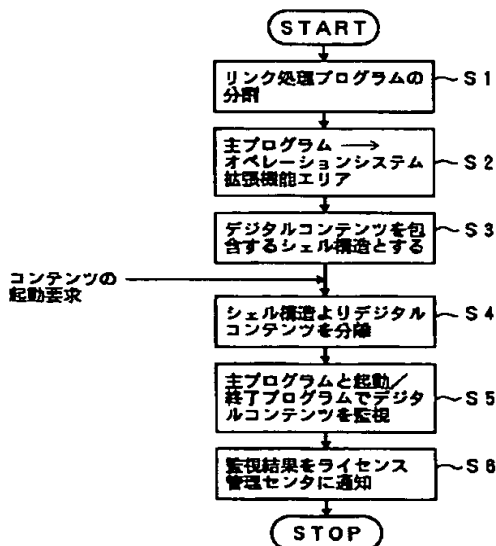 START
リンク処理プログラムの
分割
S1
主プログラム →
オペレーションシステム
拡張機能エリア
S2
デジタルコンテンツを包
含するシェル構造とする
S3
コンテンツの
起動要求
シェル構造よりデジタル
コンテンツを分離
S4
主プログラムと起動/
終了プログラムでデジタ
ルコンテンツを監視
S5
監視結果をライセンス
管理センタに通知
S6
STOP